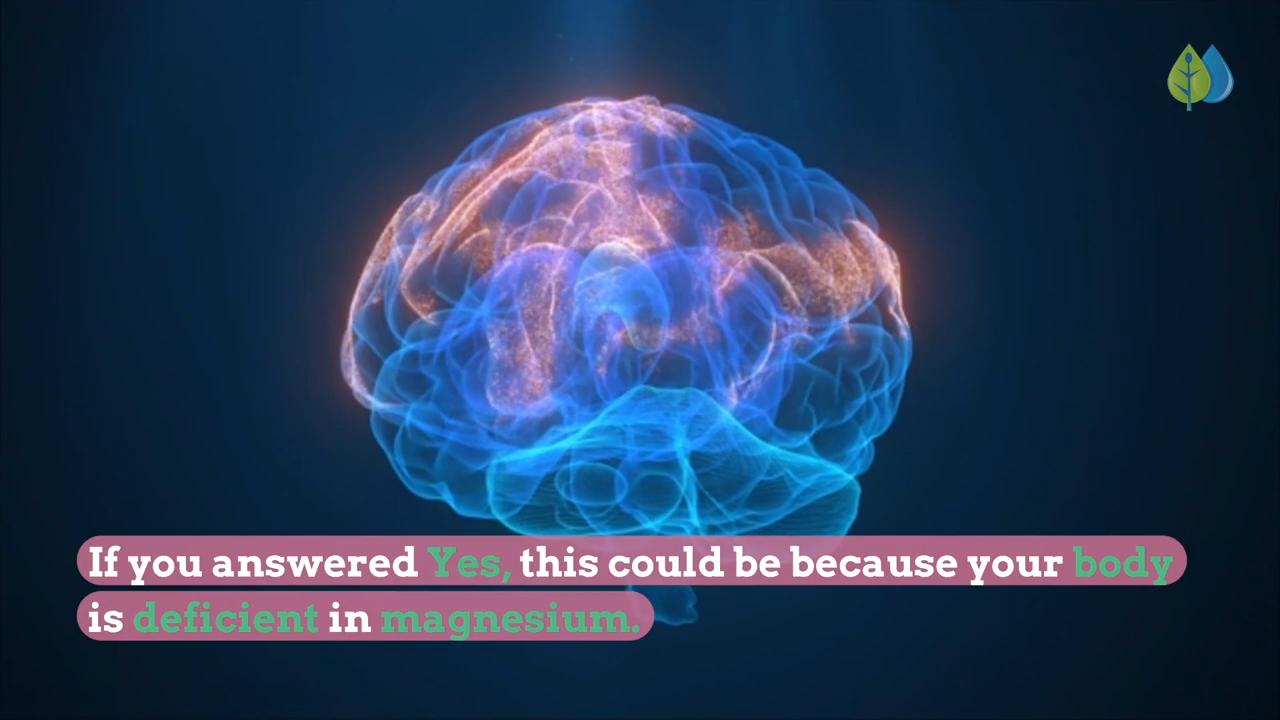 If you answered Yes, this could be because your body
is deficient in magnesium.